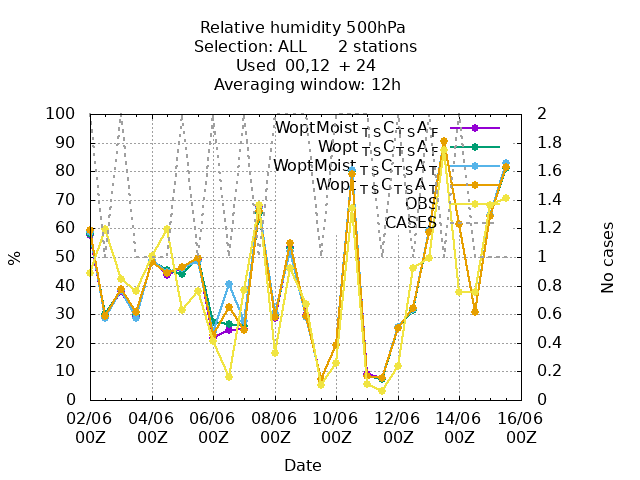 Relative humidity 500hPa
Selection: ALL 2 stations
Used 00,12 + 24
Averaging window: 12h
100 2
WoptMoist T S C T S A F
90 1.8
Wopt T S C T S A F
80 1.6
WoptMoist T S C T S A T
70 1.4
Wopt T S C T S A T
OBS
60 1.2
CASES
50 1
% No cases
40 0.8
30 0.6
20 0.4
10 0.2
0 0
02/06 04/06 06/06 08/06 10/06 12/06 14/06 16/06
00Z 00Z 00Z 00Z 00Z 00Z 00Z 00Z
Date